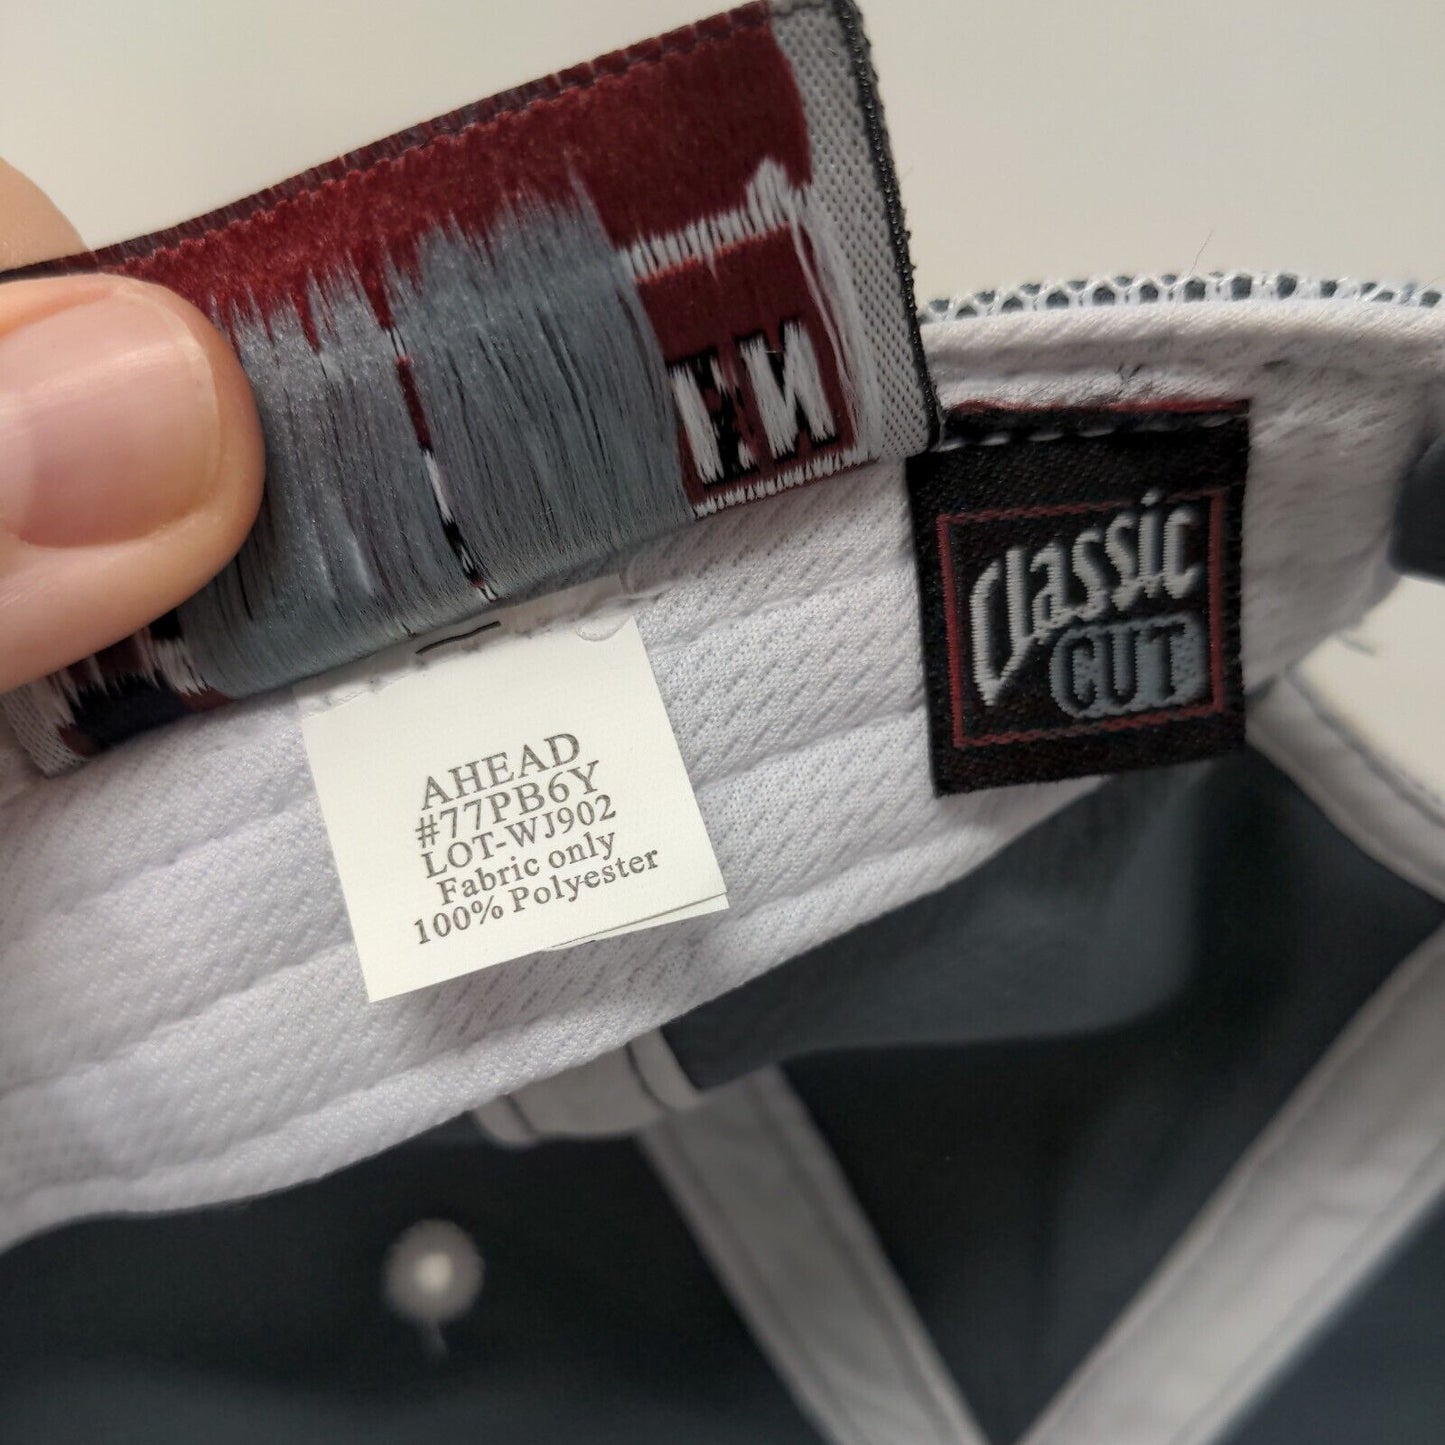 AHEAD
#77PB6Y
LOT-WJ902
Fabric only
100% Polyester
Classic
CUT